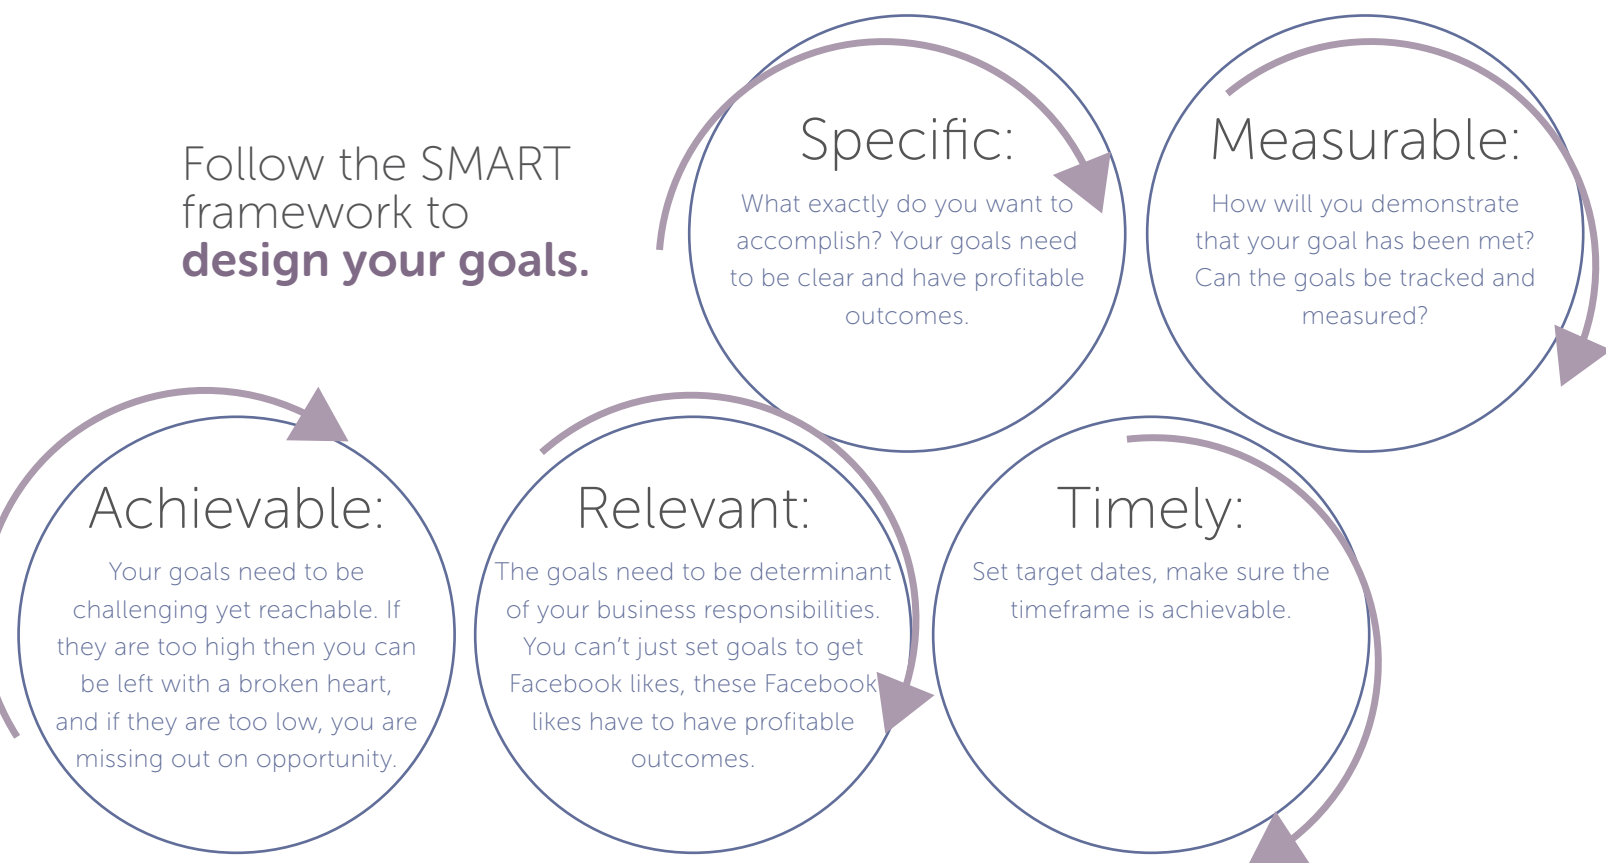 Follow the SMART
framework to
design your goals.
Specific:
What exactly do you want to
accomplish? Your goals need
to be clear and have profitable
outcomes.
Measurable:
How will you demonstrate
that your goal has been met?
Can the goals be tracked and
measured?
Achievable:
Your goals need to be
challenging yet reachable. If
they are too high then you can
be left with a broken heart,
and if they are too low, you are
missing out on opportunity.
Relevant:
The goals need to be determinant
of your business responsibilities.
You can’t just set goals to get
Facebook likes, these Facebook
likes have to have profitable
outcomes.
Timely:
Set target dates, make sure the
timeframe is achievable.